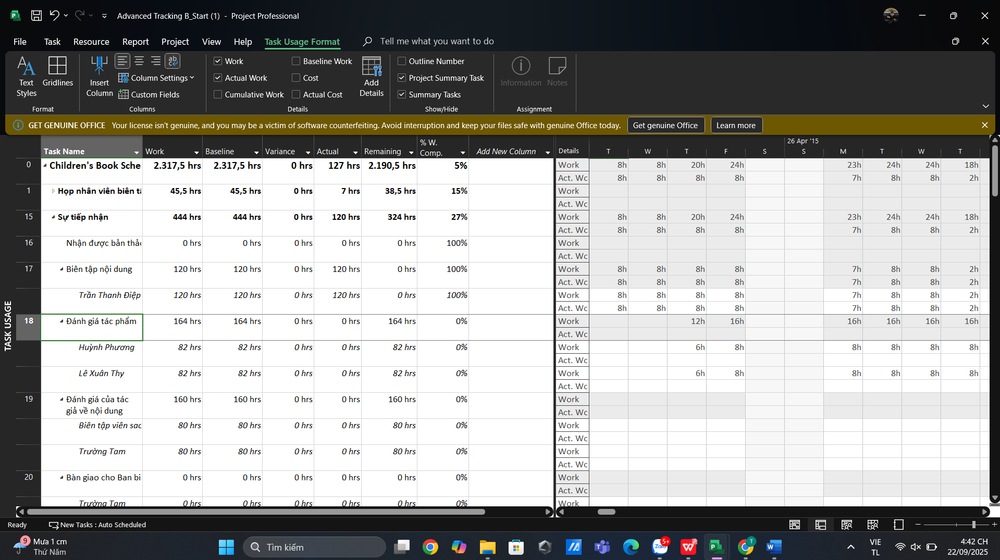 Advanced Tracking B_Start (1) - Project Professional
File Task Resource Report Project View Help Task Usage Format Tell me what you want to do
Text Styles
Gridlines
Format
Insert Column
Column Settings
Custom Fields
Columns
Work
Actual Work
Cumulative Work
Baseline Work
Cost
Actual Cost
Add Details
Details
Outline Number
Project Summary Task
Summary Tasks
Show/Hide
Information
Notes
Assignment
GET GENUINE OFFICE Your license isn't genuine, and you may be a victim of software counterfeiting. Avoid interruption and keep your files safe with genuine Office today. Get genuine Office Learn more
26 Apr '15
Task Name Work Baseline Variance Actual Remaining % W. Comp. Add New Column Details T W T F S S M T W T
0 Children's Book Sche 2.317,5 hrs 2.317,5 hrs 0 hrs 127 hrs 2.190,5 hrs 5% Work 8h 8h 20h 24h 23h 24h 24h 18h
Act. Wc 8h 8h 8h 8h 7h 8h 8h 2h
1 Họp nhân viên biên tậ 45,5 hrs 45,5 hrs 0 hrs 7 hrs 38,5 hrs 15% Work
Act. Wc
15 Sự tiếp nhận 444 hrs 444 hrs 0 hrs 120 hrs 324 hrs 27% Work 8h 8h 20h 24h 23h 24h 24h 18h
Act. Wc 8h 8h 8h 8h 7h 8h 8h 2h
16 Nhận được bản thảo 0 hrs 0 hrs 0 hrs 0 hrs 0 hrs 100% Work
Act. Wc
17 Biên tập nội dung 120 hrs 120 hrs 0 hrs 120 hrs 0 hrs 100% Work 8h 8h 8h 8h 7h 8h 8h 2h
Act. Wc 8h 8h 8h 8h 7h 8h 8h 2h
Trần Thanh Điệp 120 hrs 120 hrs 0 hrs 120 hrs 0 hrs 100% Work 8h 8h 8h 8h 7h 8h 8h 2h
Act. Wc 8h 8h 8h 8h 7h 8h 8h 2h
18 Đánh giá tác phẩm 164 hrs 164 hrs 0 hrs 0 hrs 164 hrs 0% Work 12h 16h 16h 16h 16h 16h
Act. Wc
Huỳnh Phương 82 hrs 82 hrs 0 hrs 0 hrs 82 hrs 0% Work 6h 8h 8h 8h 8h 8h
Act. Wc
Lê Xuân Thy 82 hrs 82 hrs 0 hrs 0 hrs 82 hrs 0% Work 6h 8h 8h 8h 8h 8h
Act. Wc
19 Đánh giá của tác giả về nội dung 160 hrs 160 hrs 0 hrs 0 hrs 160 hrs 0% Work
Act. Wc
Biên tập viên sac 80 hrs 80 hrs 0 hrs 0 hrs 80 hrs 0% Work
Act. Wc
Trường Tam 80 hrs 80 hrs 0 hrs 0 hrs 80 hrs 0% Work
Act. Wc
20 Bàn giao cho Ban bi 0 hrs 0 hrs 0 hrs 0 hrs 0 hrs 0% Work
Act. Wc
Trường Tam 0 hrs 0 hrs 0 hrs 0 hrs 0 hrs 0% Work
TASK USAGE
Ready New Tasks : Auto Scheduled
9 Mưa 1 cm
Thứ Năm
Tìm kiếm
Zalo
5+
T
VIE
TL
4:42 CH
22/09/2025